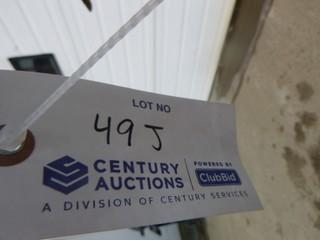 LOT NO
49J
CENTURY AUCTIONS
POWERED BY
ClubBid
A DIVISION OF CENTURY SERVICES